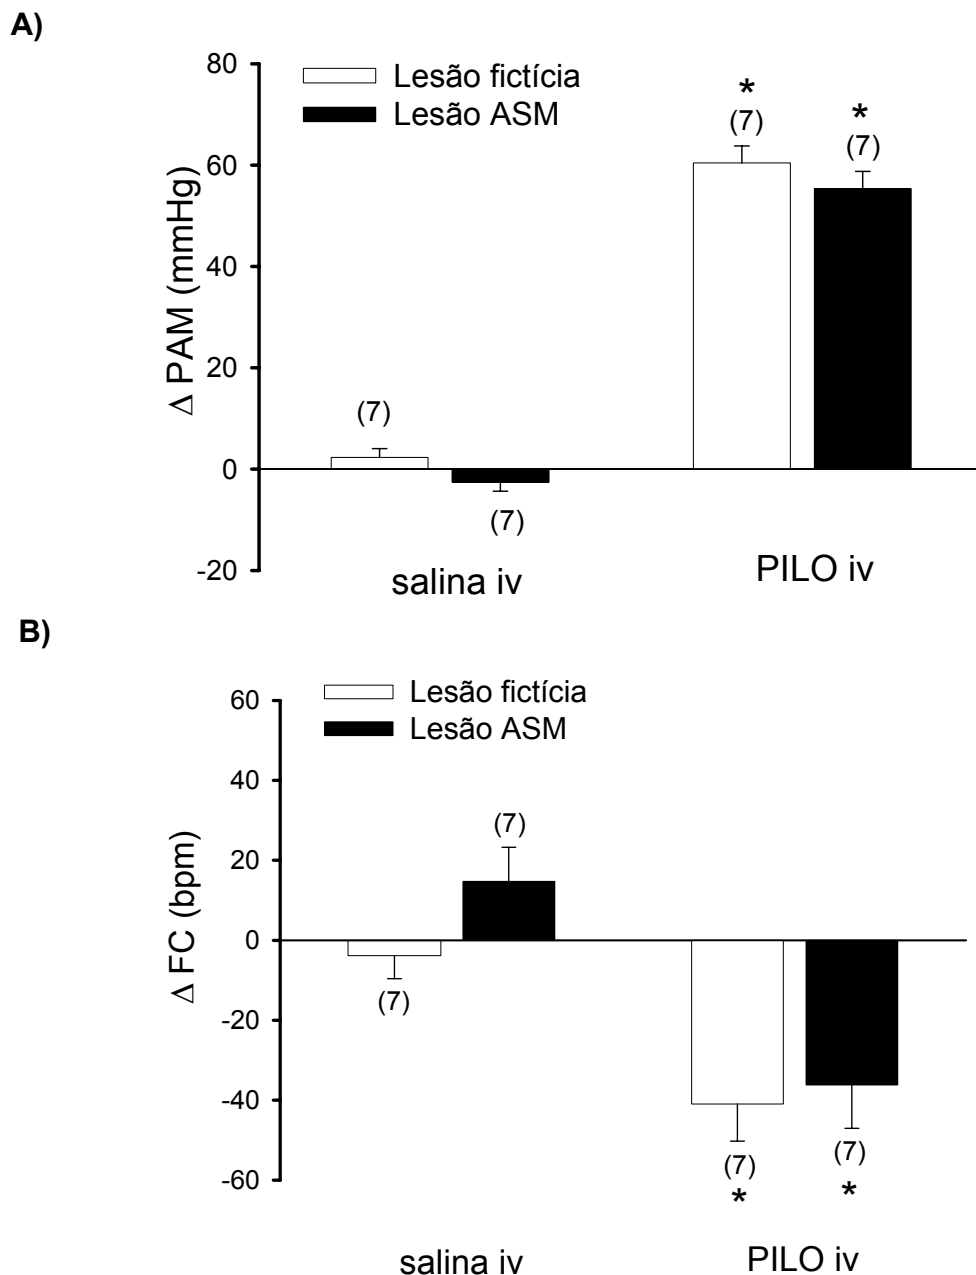 A)
Lesão fictícia
Lesão ASM
Δ PAM (mmHg)
80
60
40
20
0
-20
(7)
(7)
*
(7)
*
(7)
salina iv
PILO iv
B)
Lesão fictícia
Lesão ASM
Δ FC (bpm)
60
40
20
0
-20
-40
-60
(7)
(7)
(7)
*
(7)
*
salina iv
PILO iv